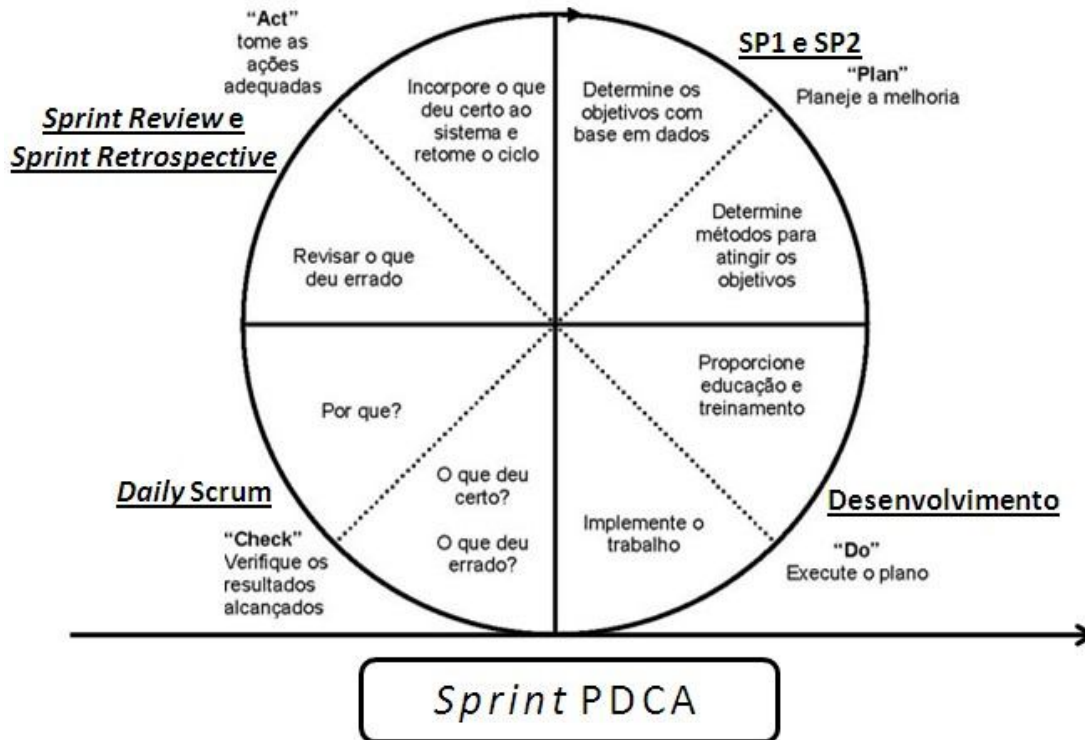 “Act”
tome as
ações
adequadas
Sprint Review e
Sprint Retrospective
Incorpore o que
deu certo ao
sistema e
retome o ciclo
Determine os
objetivos com
base em dados
SP1 e SP2
“Plan”
Planeje a melhoria
Revisar o que
deu errado
Determine
métodos para
atingir os
objetivos
Por que?
Proporcione
educação e
treinamento
Daily Scrum
“Check”
Verifique os
resultados
alcançados
O que deu
certo?
O que deu
errado?
Implemente o
trabalho
Desenvolvimento
“Do”
Execute o plano
Sprint PDCA